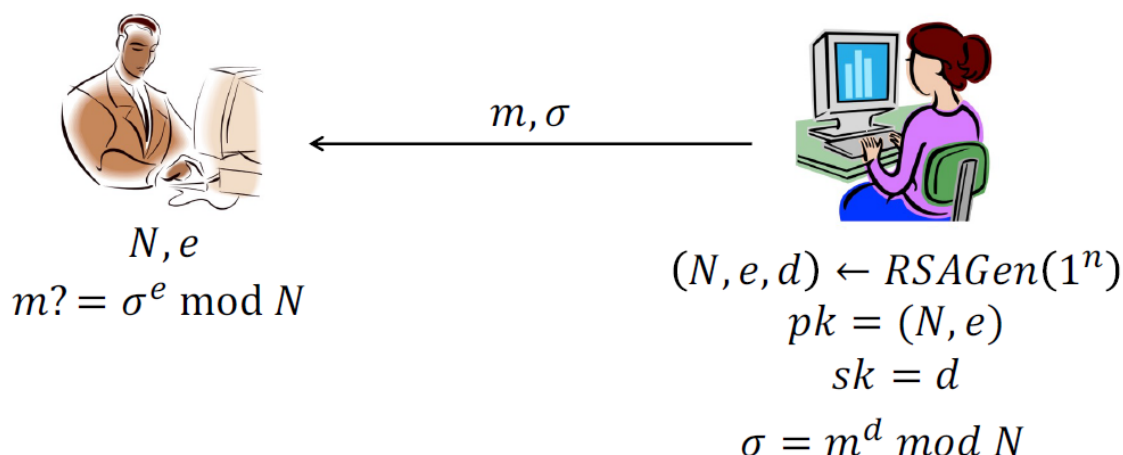 m, σ
N, e
m? = σ^e mod N
(N, e, d) ← RSAGen(1^n)
pk = (N, e)
sk = d
σ = m^d mod N